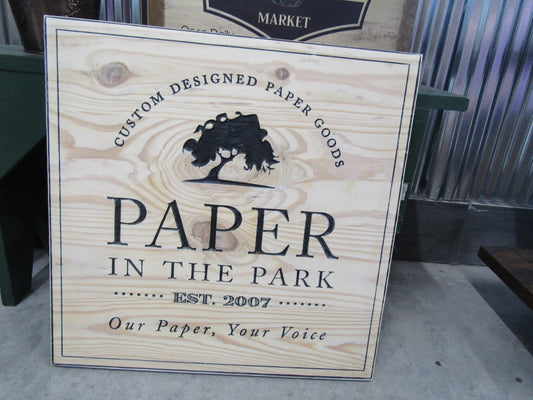 MARKET
CUSTOM DESIGNED PAPER GOODS
PAPER
IN THE PARK
EST. 2007
Our Paper, Your Voice